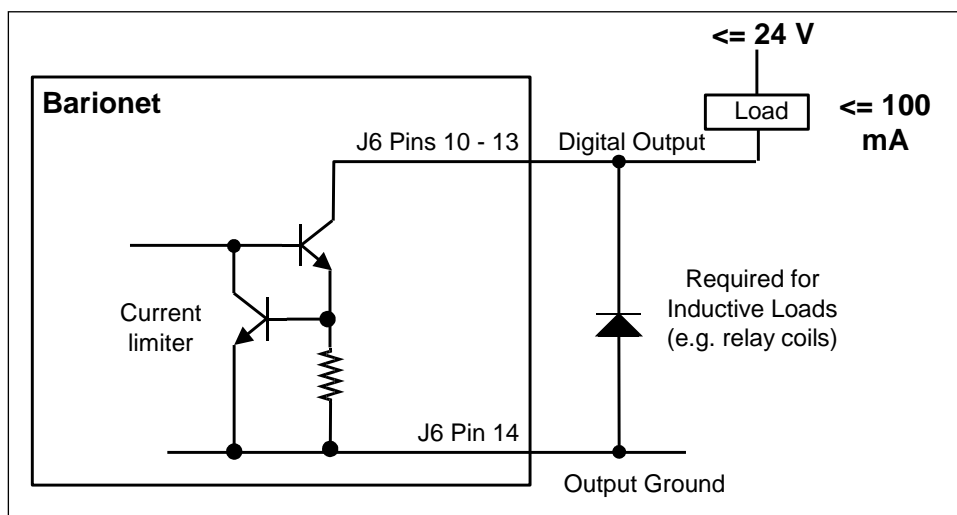 <= 24 V
Barionet
Load
<= 100
mA
J6 Pins 10 - 13
Digital Output
Current
limiter
Required for
Inductive Loads
(e.g. relay coils)
J6 Pin 14
Output Ground